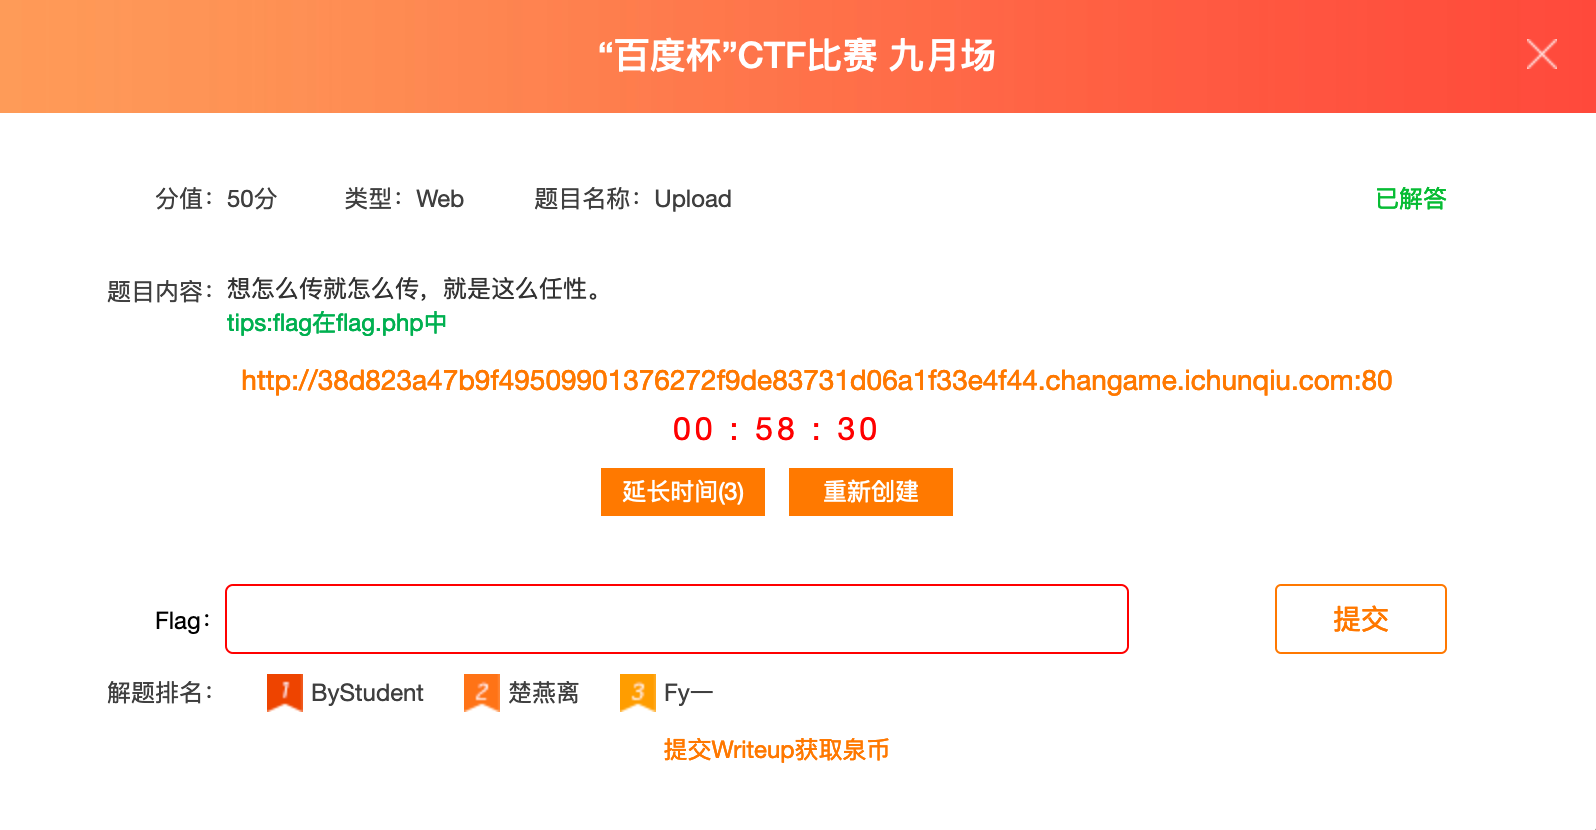 “百度杯”CTF比赛 九月场
分值：50分 类型：Web 题目名称：Upload 已解答
题目内容：想怎么传就怎么传，就是这么任性。
tips:flag在flag.php中
http://38d823a47b9f49509901376272f9de83731d06a1f33e4f44.changame.ichunqiu.com:80
00 : 58 : 30
延长时间(3) 重新创建
Flag： 提交
解题排名： 1 ByStudent 2 楚燕离 3 Fy一
提交Writeup获取泉币